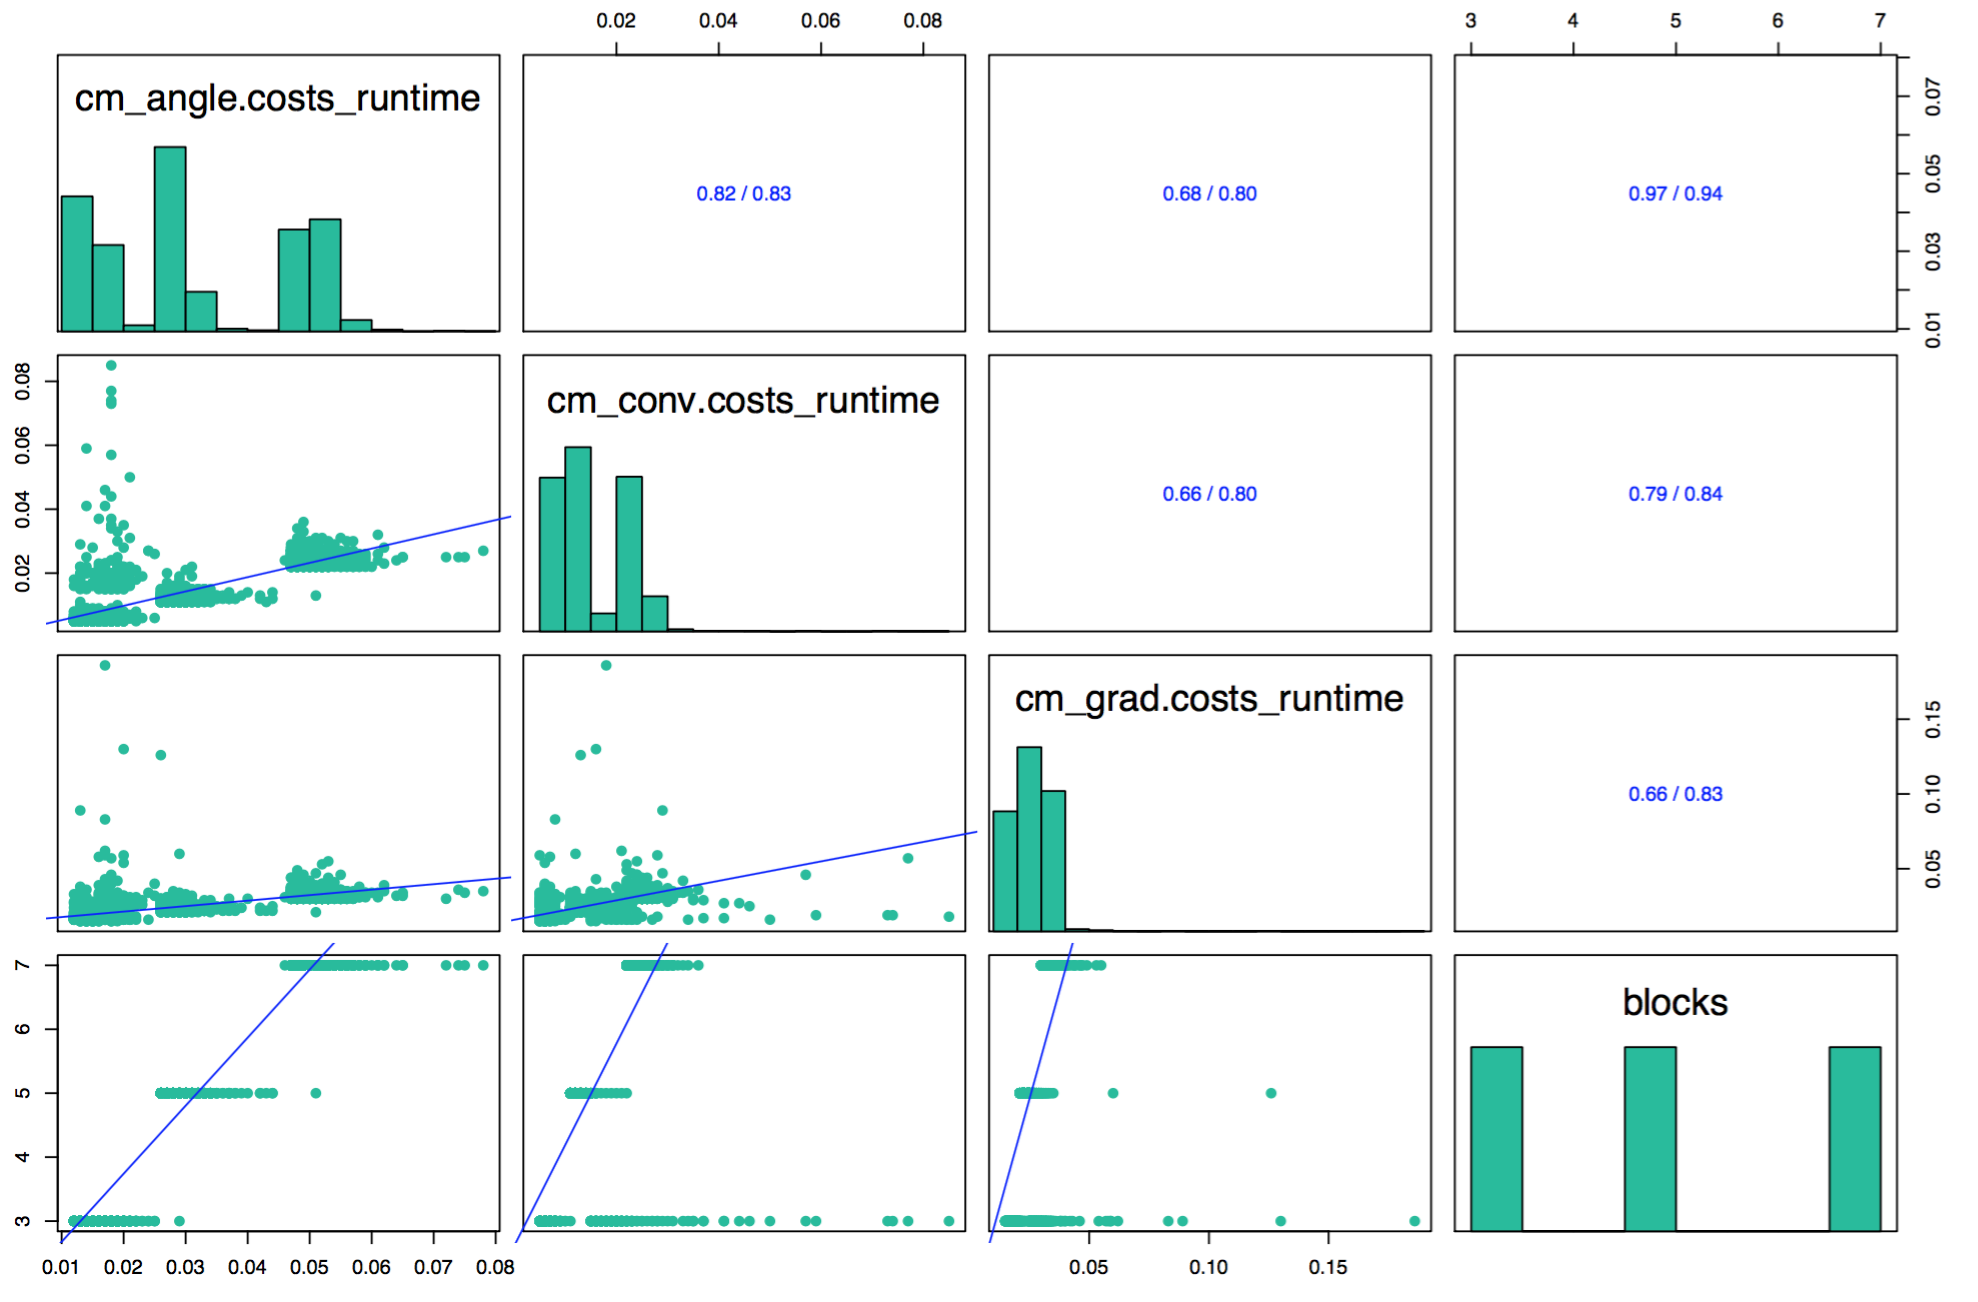 0.02 0.04 0.06 0.08 3 4 5 6 7
cm_angle.costs_runtime
0.82 / 0.83
0.68 / 0.80
0.97 / 0.94
0.07
0.05
0.03
0.01
0.08
0.06
0.04
0.02
cm_conv.costs_runtime
0.66 / 0.80
0.79 / 0.84
cm_grad.costs_runtime
0.66 / 0.83
0.15
0.10
0.05
7
6
5
4
3
blocks
0.01 0.02 0.03 0.04 0.05 0.06 0.07 0.08 0.05 0.10 0.15